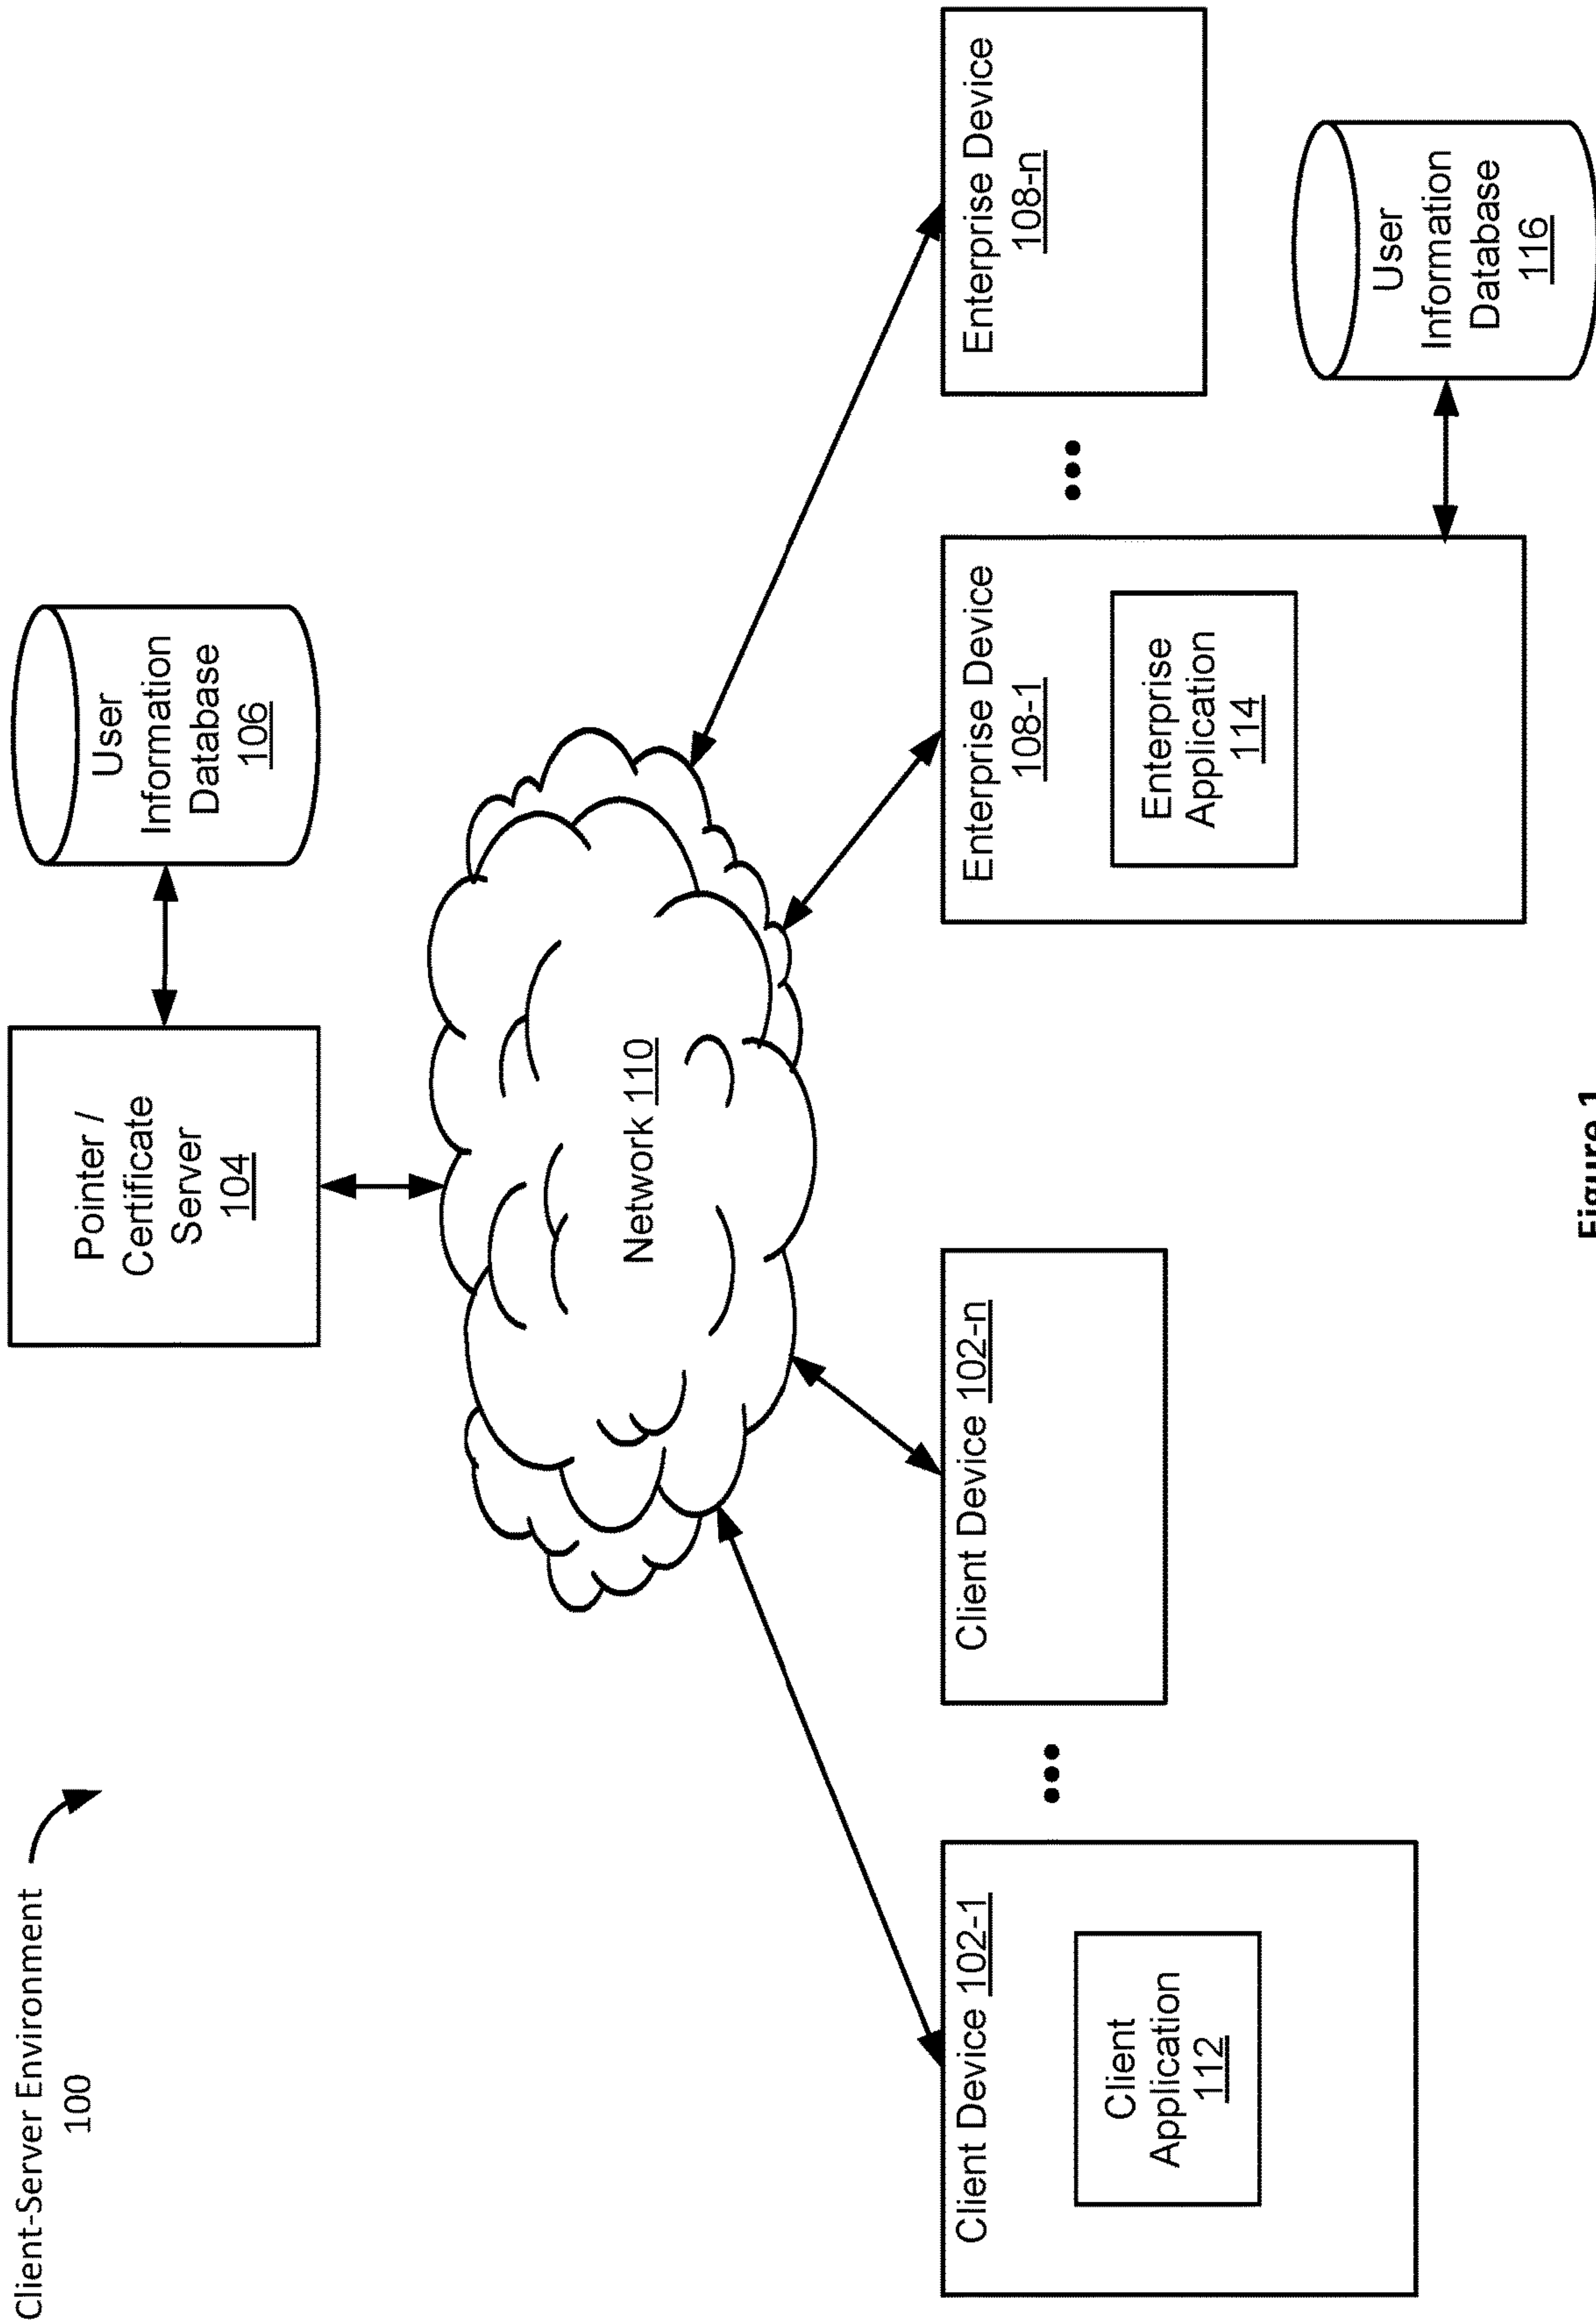 Client-Server Environment
100
Pointer /
Certificate
Server
104
User
Information
Database
106
Network 110
Client Device 102-1
Client
Application
112
•••
Client Device 102-n
Enterprise Device
108-1
Enterprise
Application
114
•••
Enterprise Device
108-n
User
Information
Database
116
Figure 1